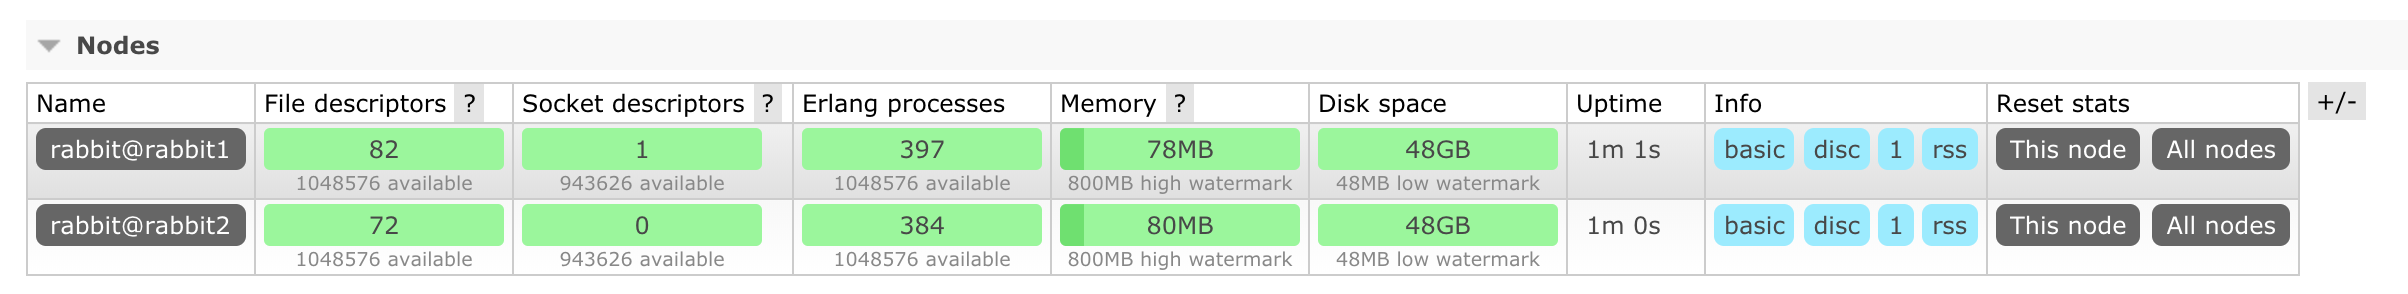 Nodes
Name File descriptors ? Socket descriptors ? Erlang processes Memory ? Disk space Uptime Info Reset stats +/-
rabbit@rabbit1 82 1 397 78MB 48GB 1m 1s basic disc 1 rss This node All nodes
1048576 available 943626 available 1048576 available 800MB high watermark 48MB low watermark
rabbit@rabbit2 72 0 384 80MB 48GB 1m 0s basic disc 1 rss This node All nodes
1048576 available 943626 available 1048576 available 800MB high watermark 48MB low watermark